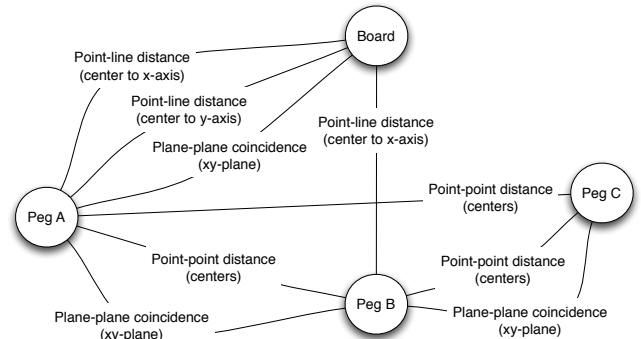 Board
Point-line distance
(center to x-axis)
Point-line distance
(center to y-axis)
Point-line distance
(center to x-axis)
Plane-plane coincidence
(xy-plane)
Peg A
Point-point distance
(centers)
Peg C
Point-point distance
(centers)
Point-point distance
(centers)
Peg B
Plane-plane coincidence
(xy-plane)
Plane-plane coincidence
(xy-plane)